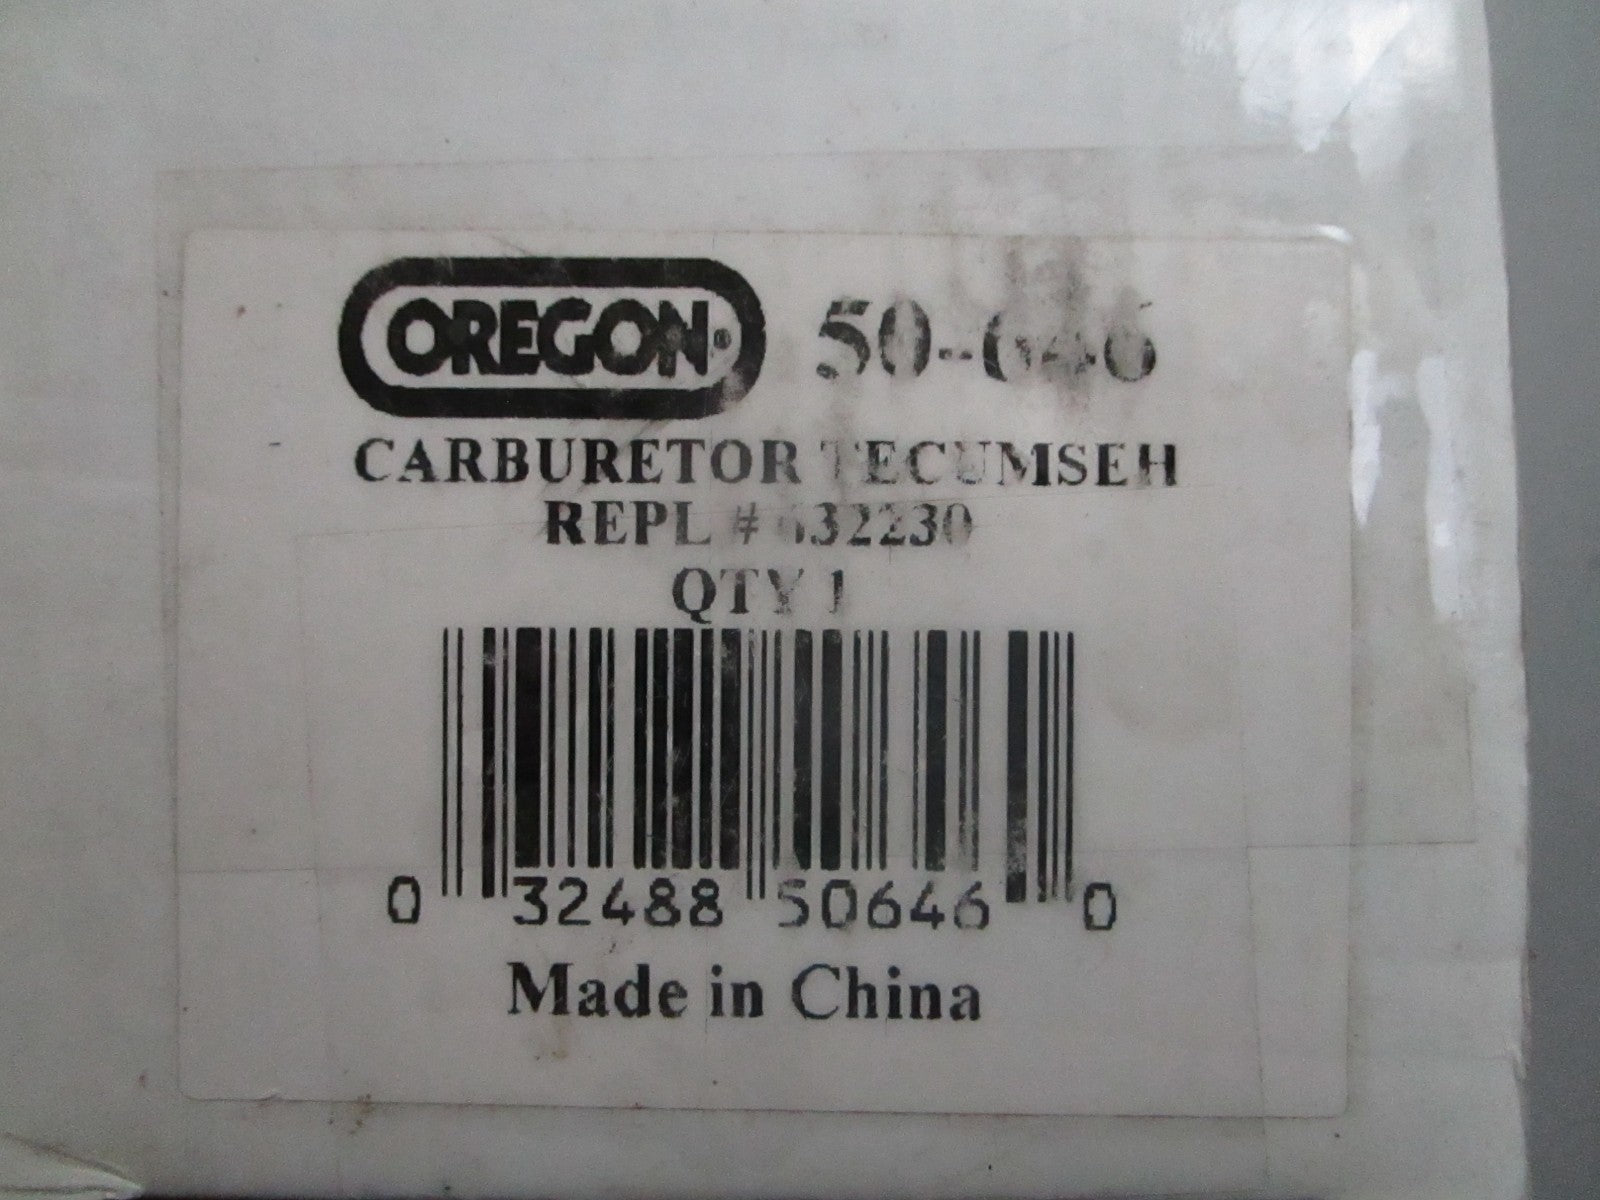 OREGON® 50-646
CARBURETOR TECUMSEH
REPL # 632230
QTY 1
0 32488 50646 0
Made in China